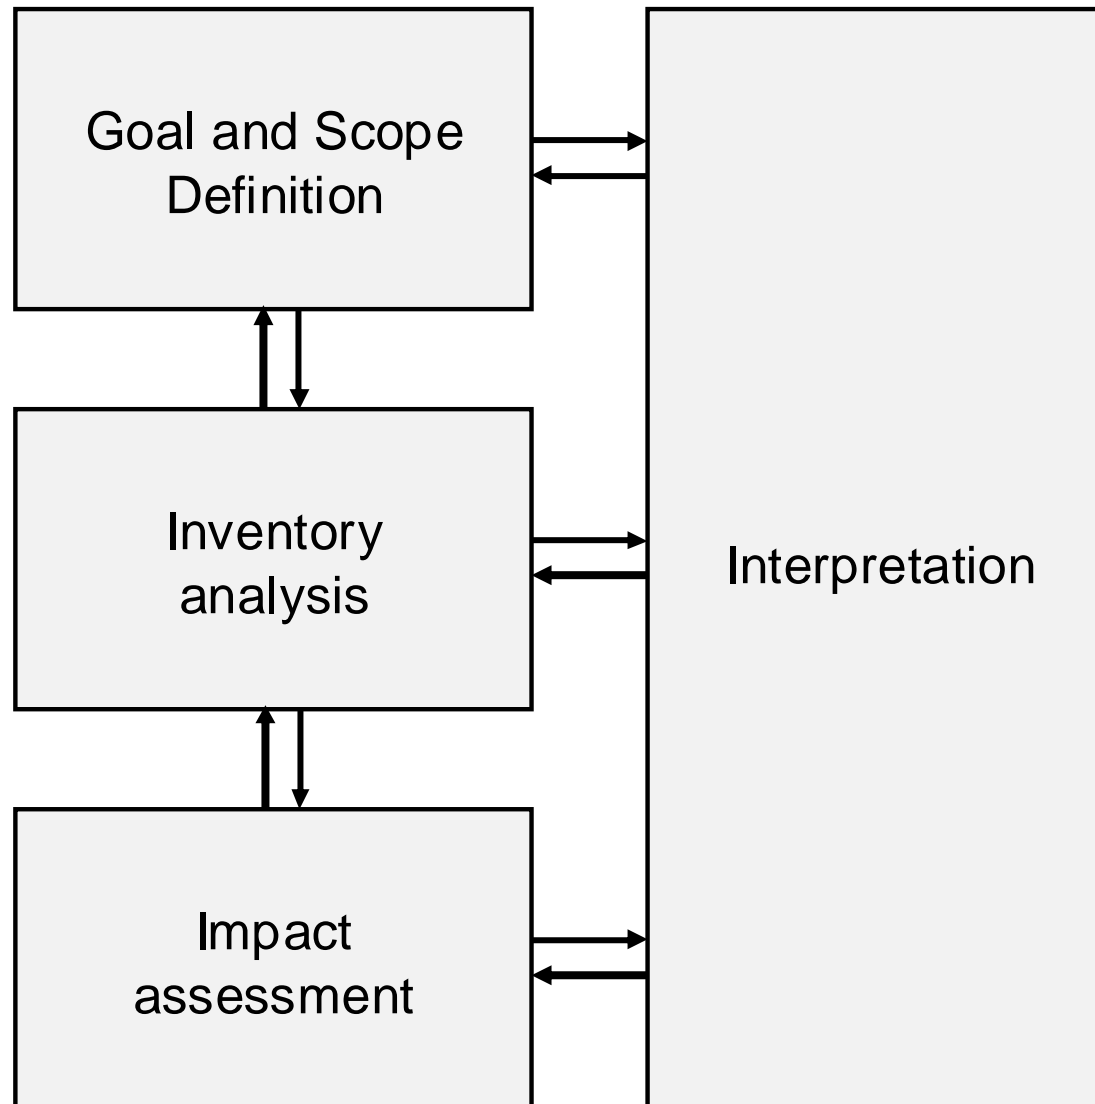 Goal and Scope
Definition
Inventory
analysis
Interpretation
Impact
assessment